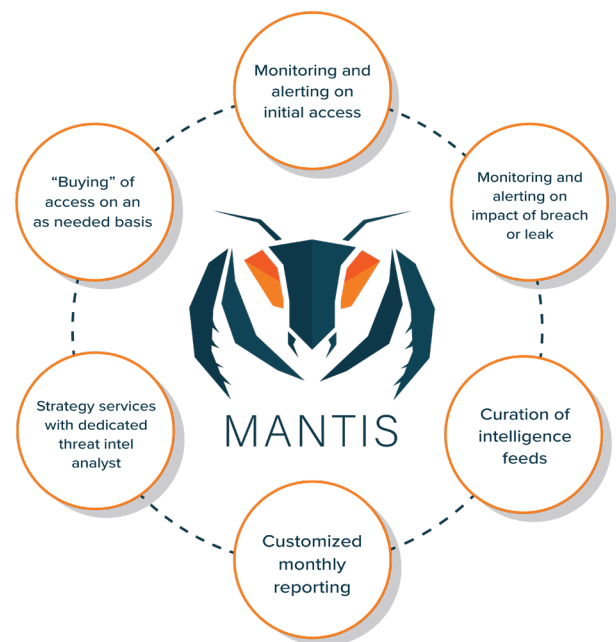 Monitoring and
alerting on
initial access
Monitoring and
alerting on
impact of breach
or leak
Curation of
intelligence
feeds
Customized
monthly
reporting
Strategy services
with dedicated
threat intel
analyst
“Buying” of
access on an
as needed basis
MANTIS